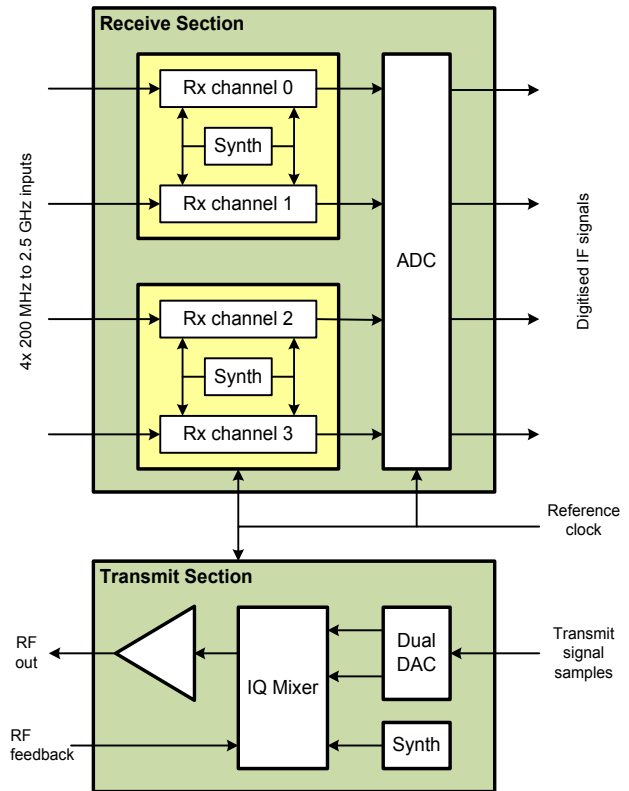 Receive Section
Rx channel 0
Synth
Rx channel 1
4x 200 MHz to 2.5 GHz inputs
ADC
Digitised IF signals
Rx channel 2
Synth
Rx channel 3
Reference
clock
Transmit Section
RF
out
IQ Mixer
Dual
DAC
Transmit
signal
samples
RF
feedback
Synth